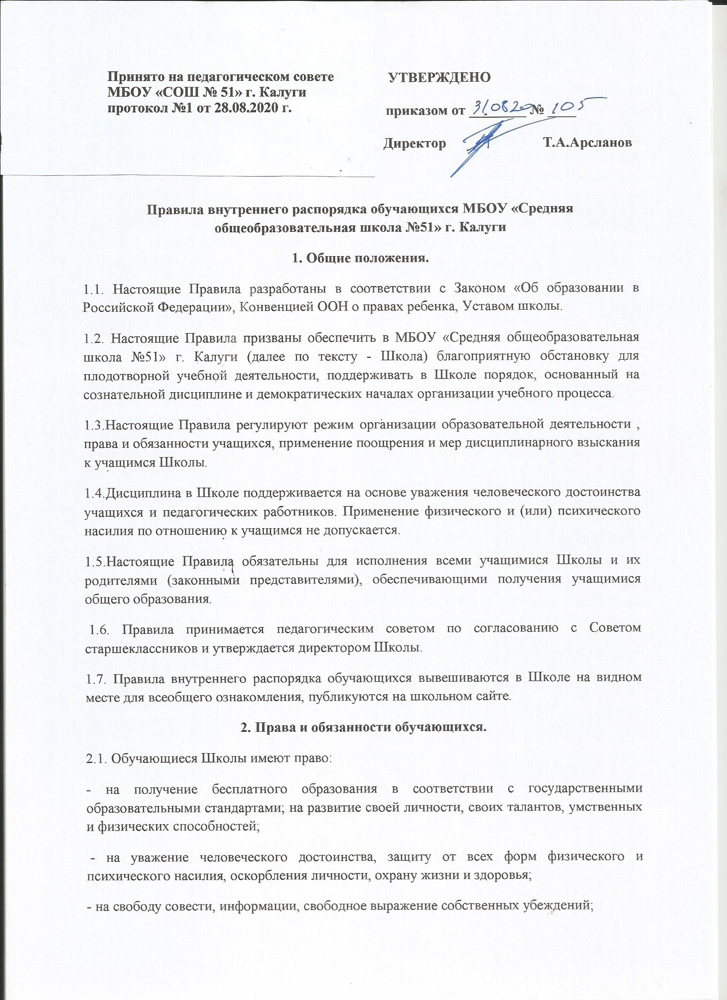 Принято на педагогическом совете
МБОУ «СОШ № 51» г. Калуги
протокол №1 от 28.08.2020 г.
УТВЕРЖДЕНО
приказом от 31.0820 № 105
Директор Т.А.Арсланов
Правила внутреннего распорядка обучающихся МБОУ «Средняя
общеобразовательная школа №51» г. Калуги
1. Общие положения.
1.1. Настоящие Правила разработаны в соответствии с Законом «Об образовании в
Российской Федерации», Конвенцией ООН о правах ребенка, Уставом школы.
1.2. Настоящие Правила призваны обеспечить в МБОУ «Средняя общеобразовательная
школа №51» г. Калуги (далее по тексту - Школа) благоприятную обстановку для
плодотворной учебной деятельности, поддерживать в Школе порядок, основанный на
сознательной дисциплине и демократических началах организации учебного процесса.
1.3.Настоящие Правила регулируют режим организации образовательной деятельности ,
права и обязанности учащихся, применение поощрения и мер дисциплинарного взыскания
к учащимся Школы.
1.4.Дисциплина в Школе поддерживается на основе уважения человеческого достоинства
учащихся и педагогических работников. Применение физического и (или) психического
насилия по отношению к учащимся не допускается.
1.5.Настоящие Правила обязательны для исполнения всеми учащимися Школы и их
родителями (законными представителями), обеспечивающими получения учащимися
общего образования.
1.6. Правила принимается педагогическим советом по согласованию с Советом
старшеклассников и утверждается директором Школы.
1.7. Правила внутреннего распорядка обучающихся вывешиваются в Школе на видном
месте для всеобщего ознакомления, публикуются на школьном сайте.
2. Права и обязанности обучающихся.
2.1. Обучающиеся Школы имеют право:
- на получение бесплатного образования в соответствии с государственными
образовательными стандартами; на развитие своей личности, своих талантов, умственных
и физических способностей;
- на уважение человеческого достоинства, защиту от всех форм физического и
психического насилия, оскорбления личности, охрану жизни и здоровья;
- на свободу совести, информации, свободное выражение собственных убеждений;